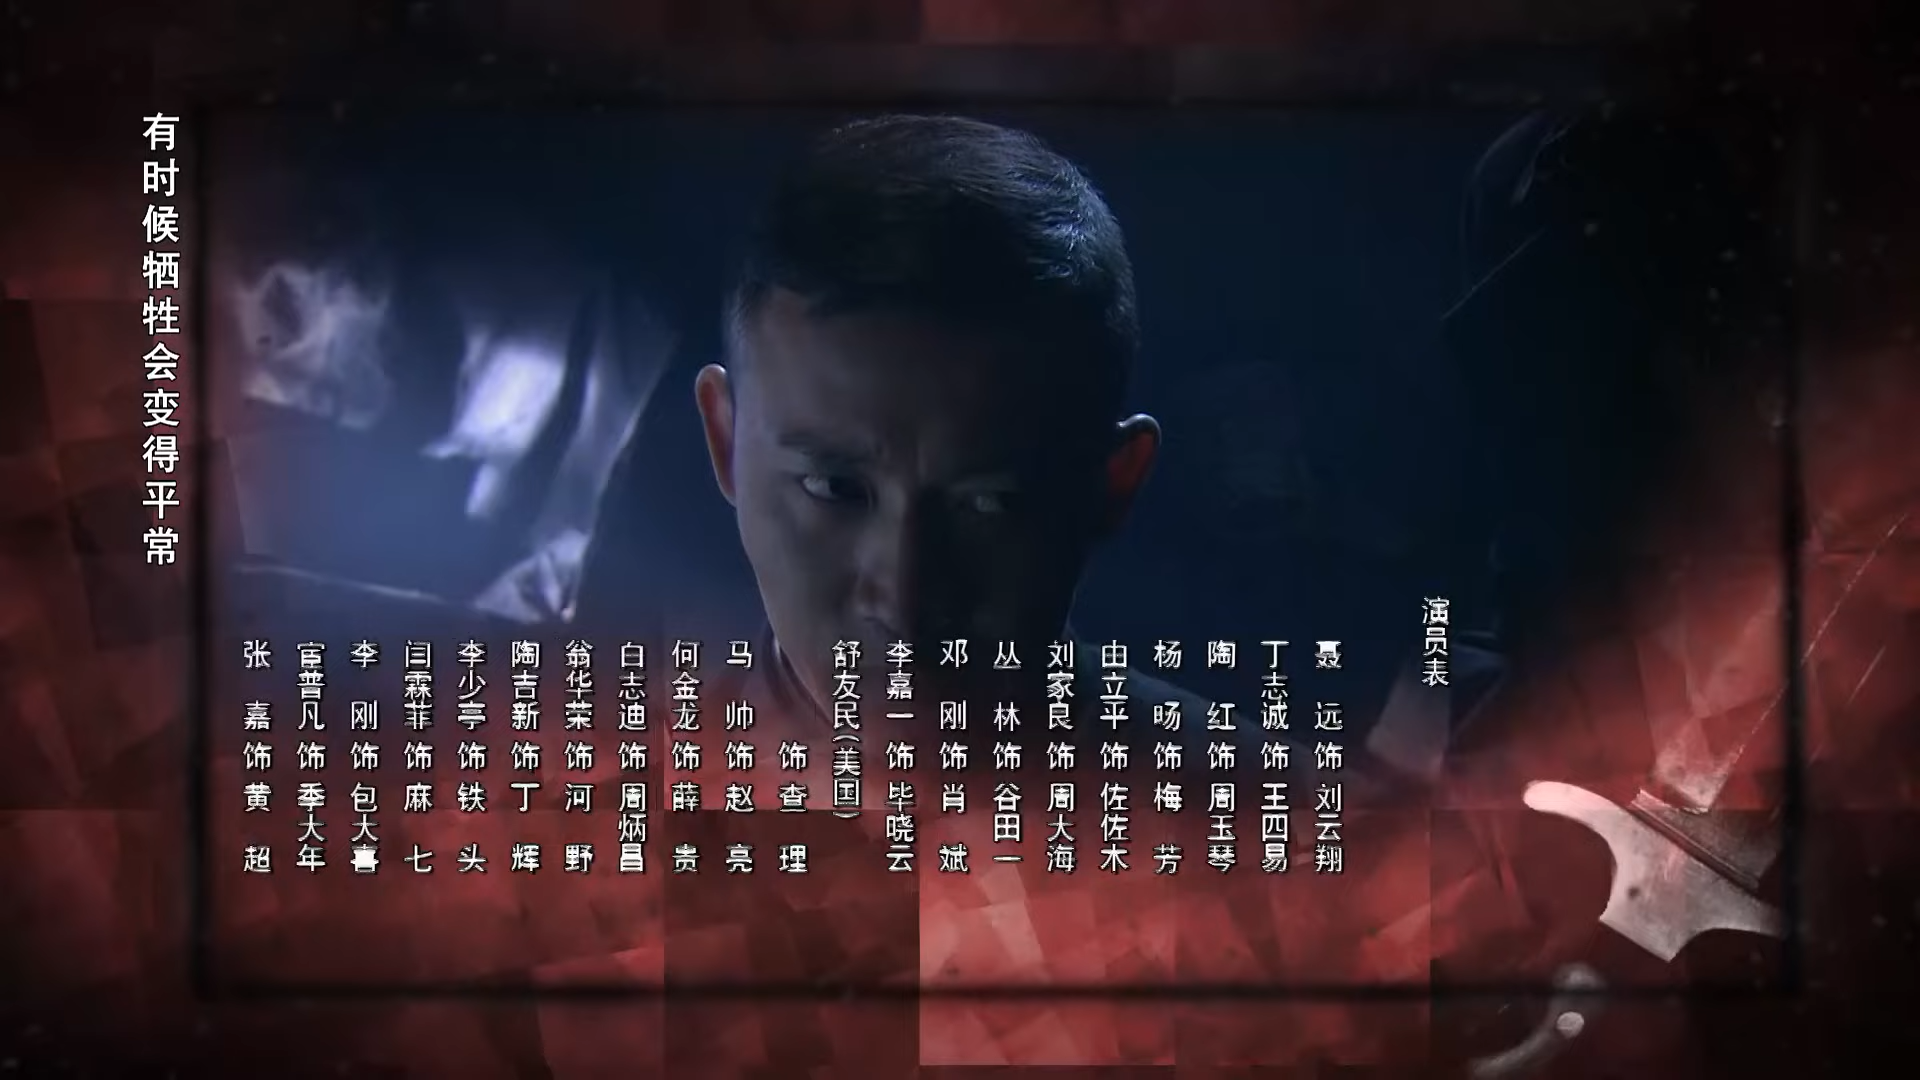 演员表
聂远 饰 刘云翔
丁志诚 饰 王四易
陶红 饰 周玉琴
杨旸 饰 梅芳
由立平 饰 佐佐木
刘家良 饰 周大海
丛林 饰 谷田一
邓刚 饰 肖斌
李嘉一 饰 毕晓云
舒友民(美国)
饰 查理
马帅 饰 赵亮
何金龙 饰 薛贵
白志迪 饰 周炳昌
翁华荣 饰 河野
陶吉新 饰 丁辉
李少亭 饰 铁头
闫霖菲 饰 麻七
李刚 饰 包大喜
宦普凡 饰 季大年
张嘉 饰 黄超
有时候牺牲会变得平常